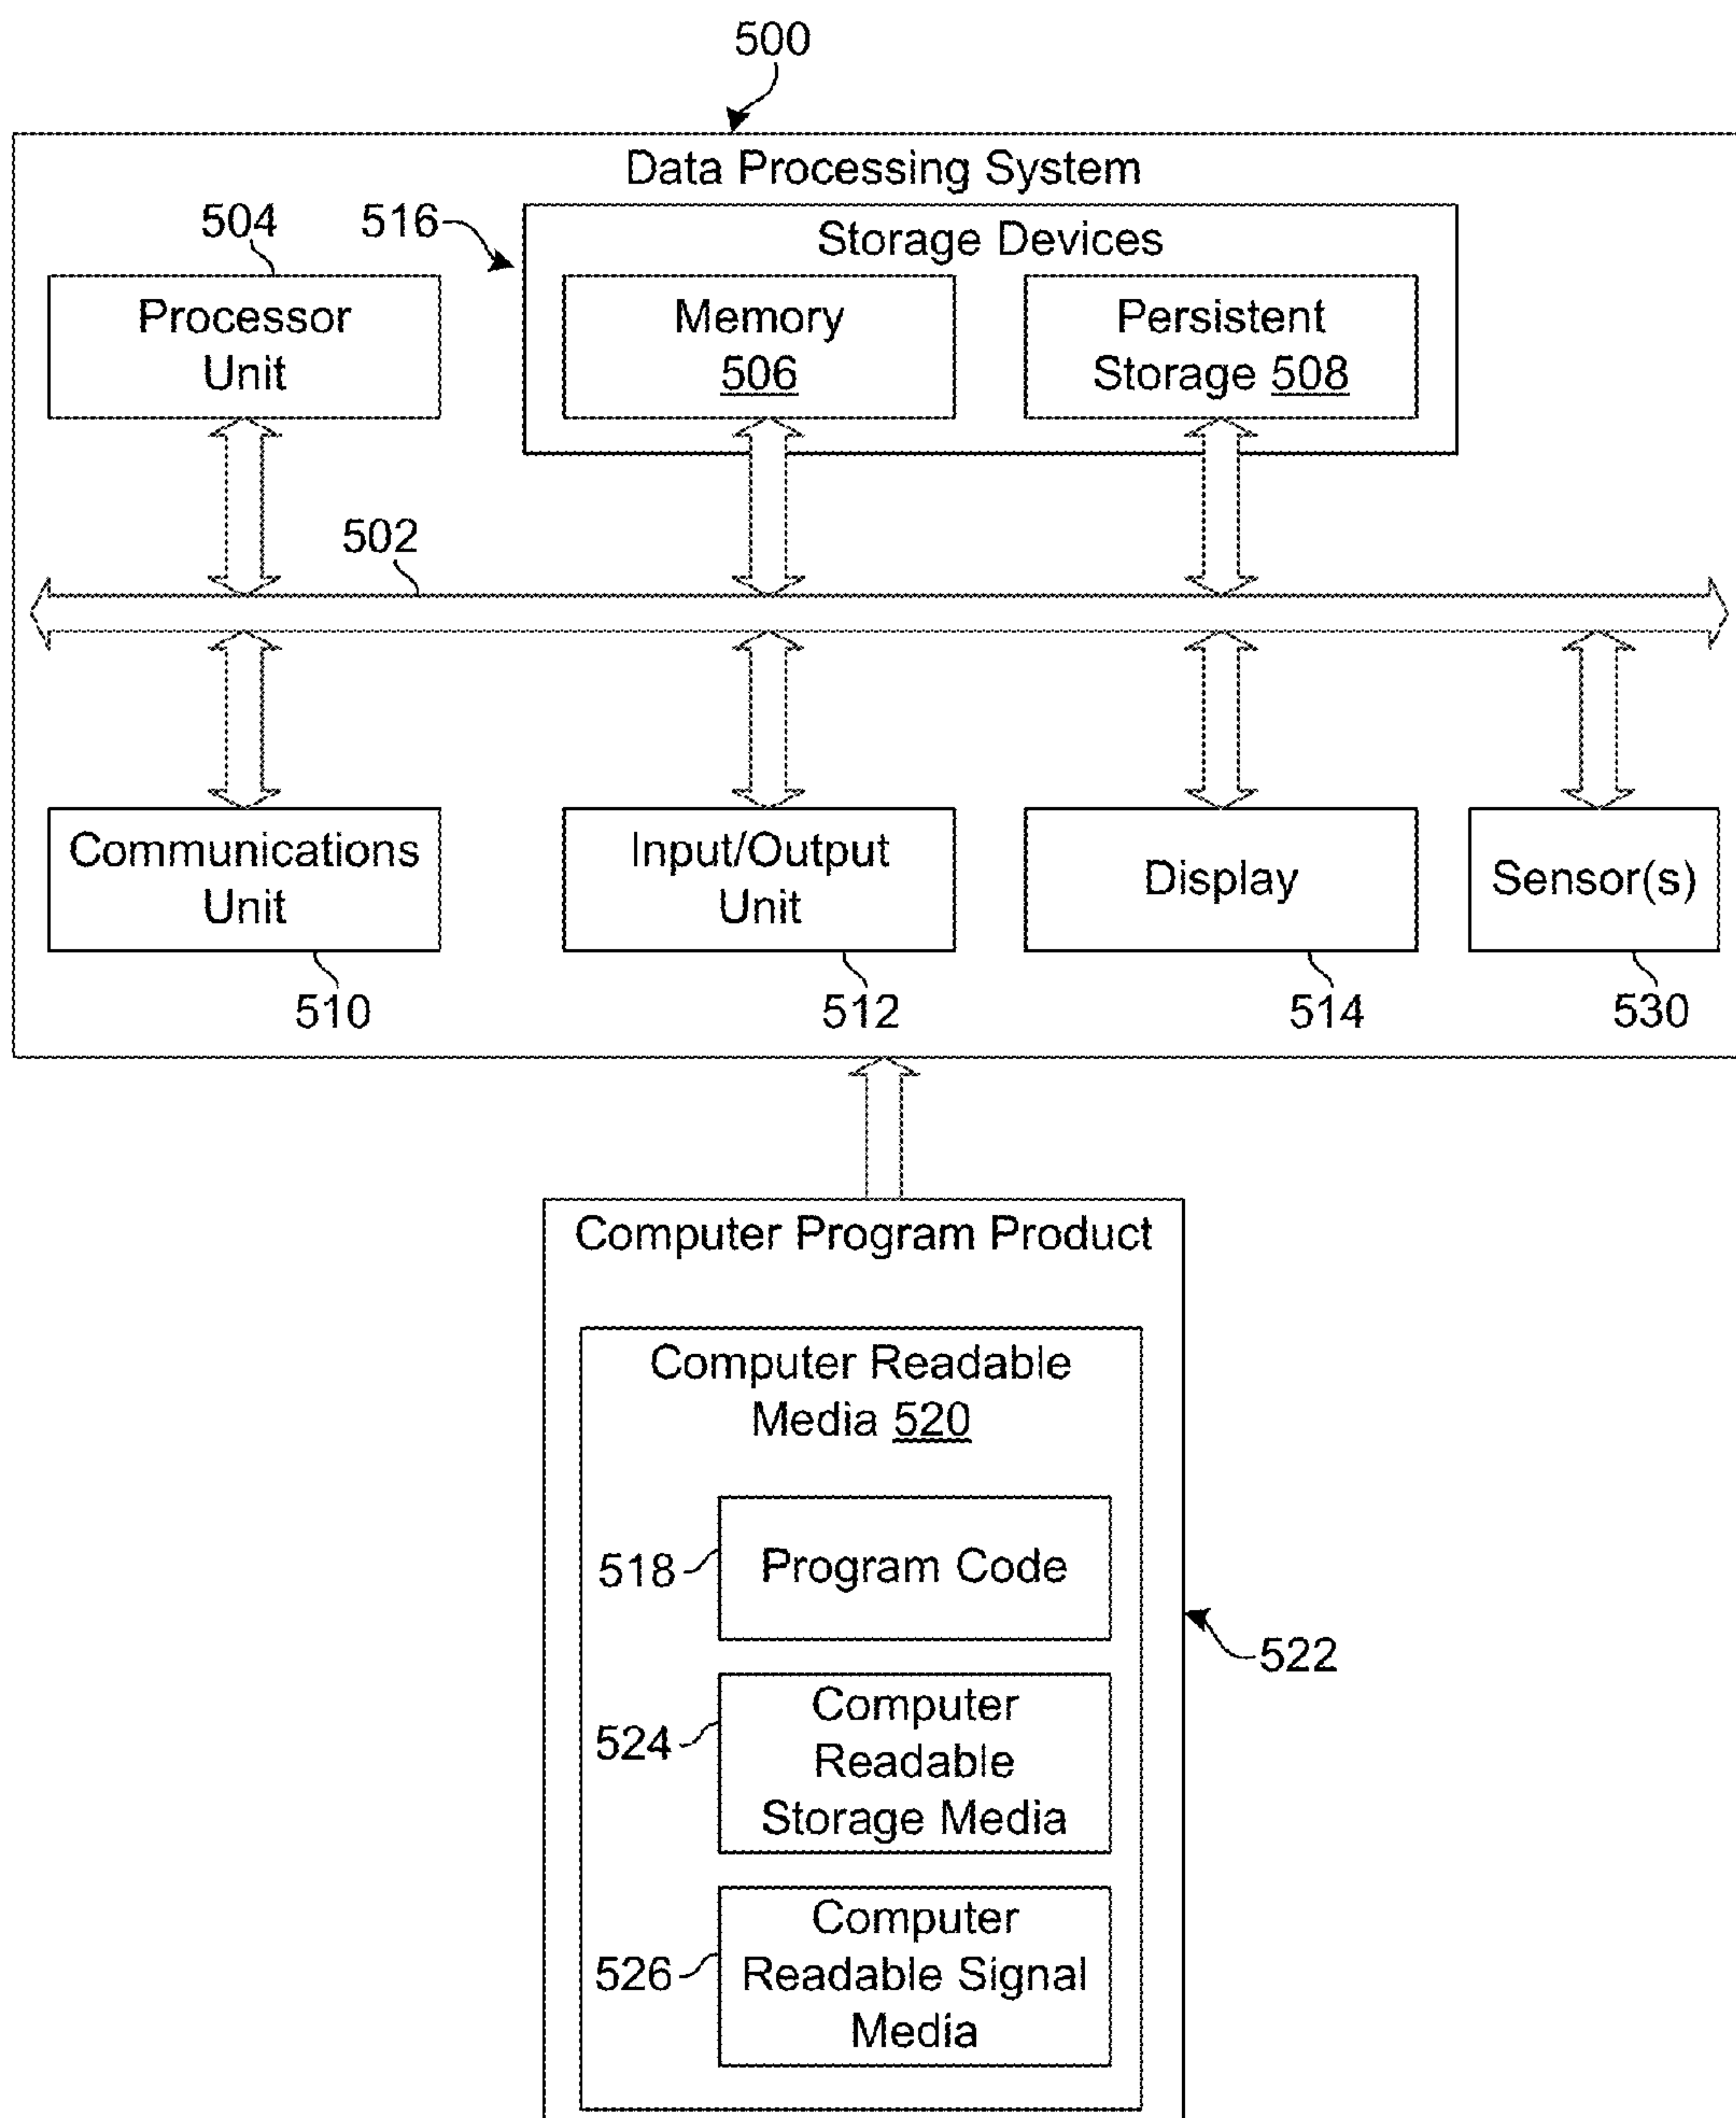 500
Data Processing System
504
516
Storage Devices
Processor
Unit
Memory
506
Persistent
Storage 508
502
Communications
Unit
Input/Output
Unit
Display
Sensor(s)
510
512
514
530
Computer Program Product
Computer Readable
Media 520
518
Program Code
522
524
Computer
Readable
Storage Media
526
Computer
Readable Signal
Media